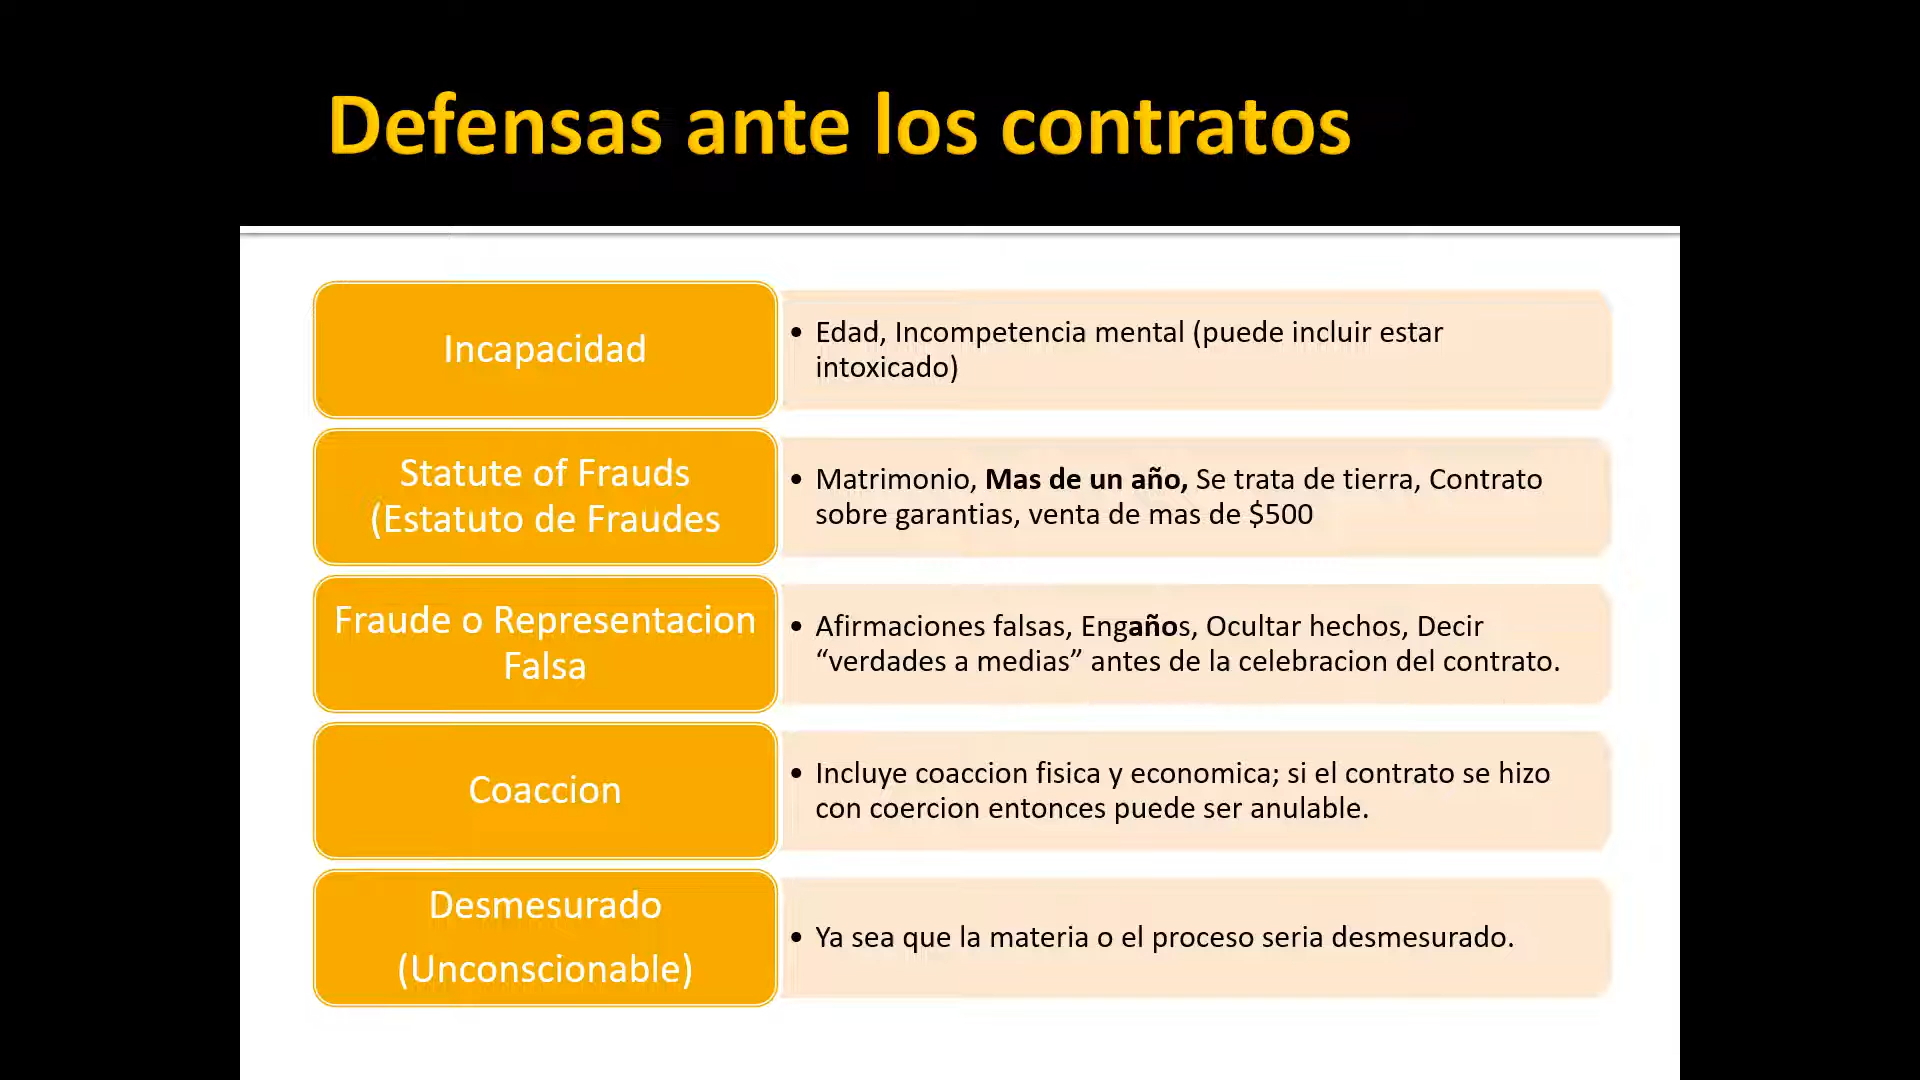 Defensas ante los contratos
Incapacidad
• Edad, Incompetencia mental (puede incluir estar
intoxicado)
Statute of Frauds
(Estatuto de Fraudes
• Matrimonio, Mas de un año, Se trata de tierra, Contrato
sobre garantias, venta de mas de $500
Fraude o Representacion
Falsa
• Afirmaciones falsas, Engaños, Ocultar hechos, Decir
“verdades a medias” antes de la celebracion del contrato.
Coaccion
• Incluye coaccion fisica y economica; si el contrato se hizo
con coercion entonces puede ser anulable.
Desmesurado
(Unconscionable)
• Ya sea que la materia o el proceso seria desmesurado.